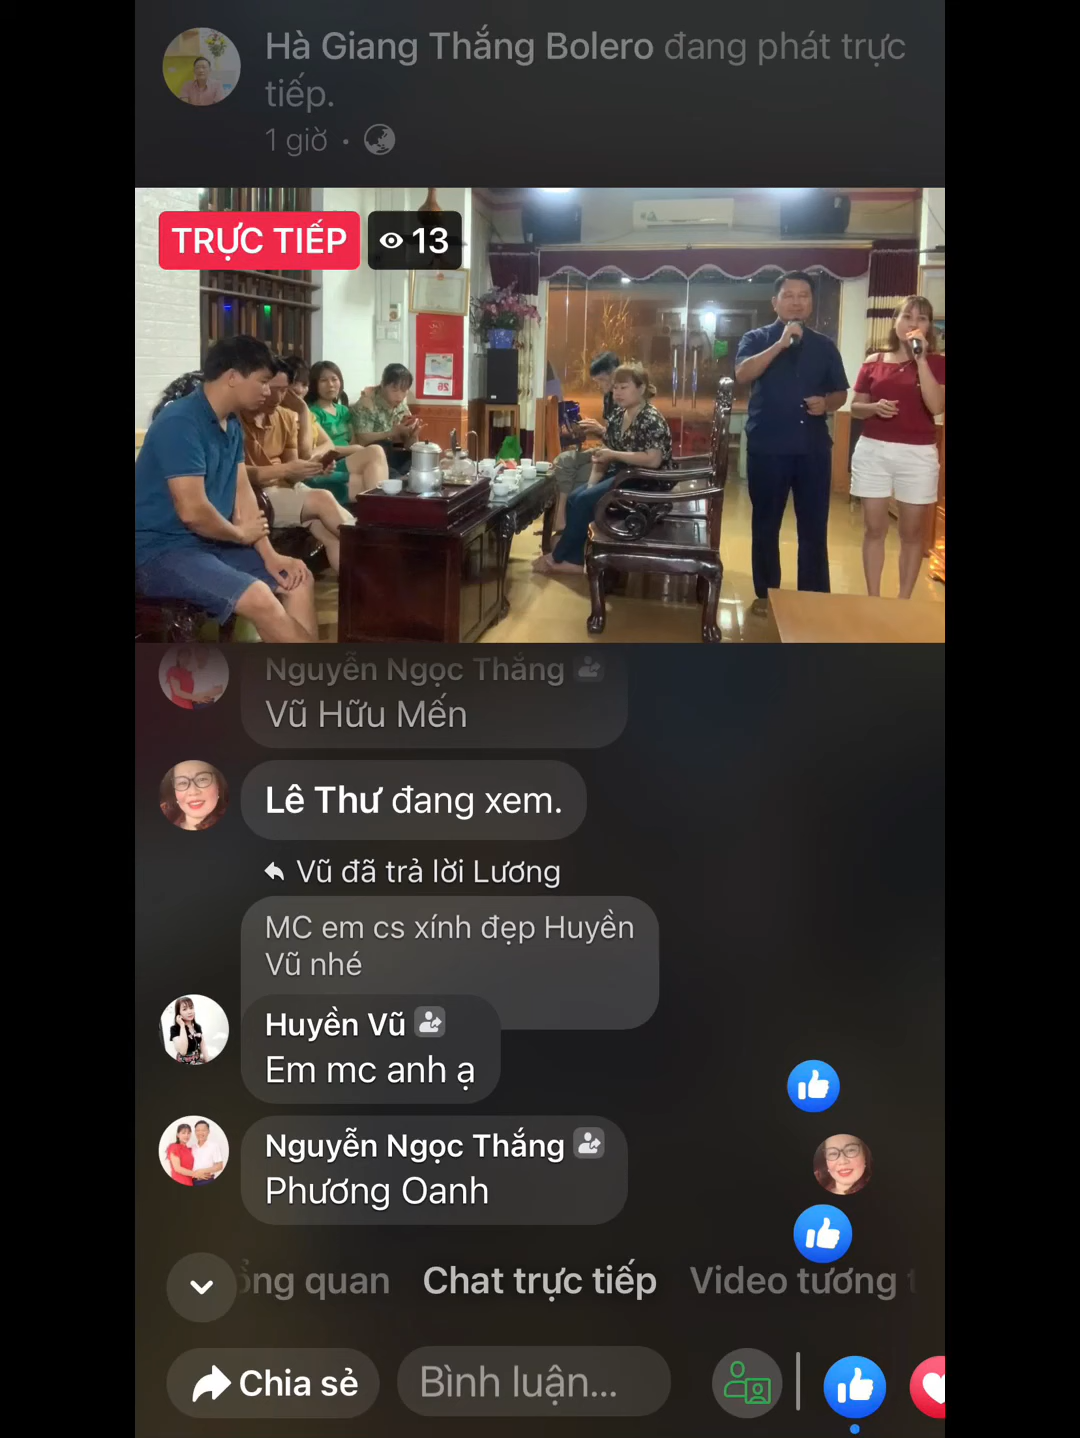 Hà Giang Thắng Bolero đang phát trực
tiếp.
1 giờ ·
TRỰC TIẾP 13
26
Nguyễn Ngọc Thắng
Vũ Hữu Mến
Lê Thư đang xem.
Vũ đã trả lời Lương
MC em cs xính đẹp Huyền
Vũ nhé
Huyền Vũ
Em mc anh ạ
Nguyễn Ngọc Thắng
Phương Oanh
ổng quan Chat trực tiếp Video tương t
Chia sẻ Bình luận...